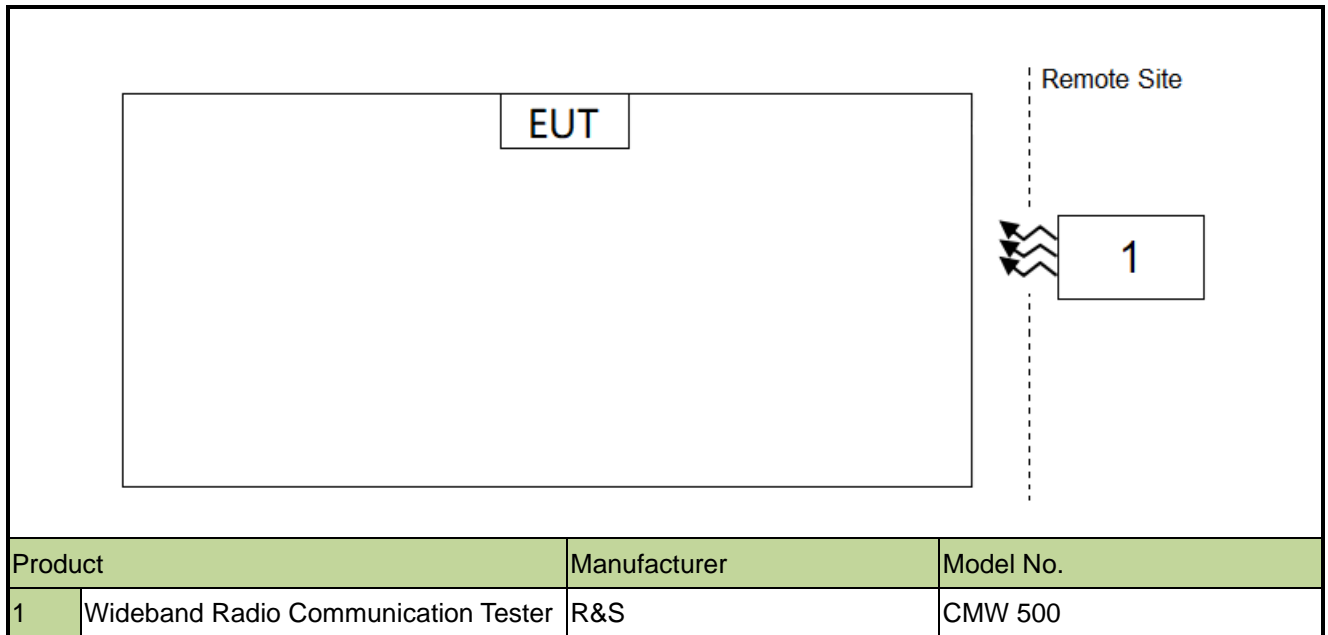 Remote Site
EUT
1
Product Manufacturer Model No.
1 Wideband Radio Communication Tester R&S CMW 500